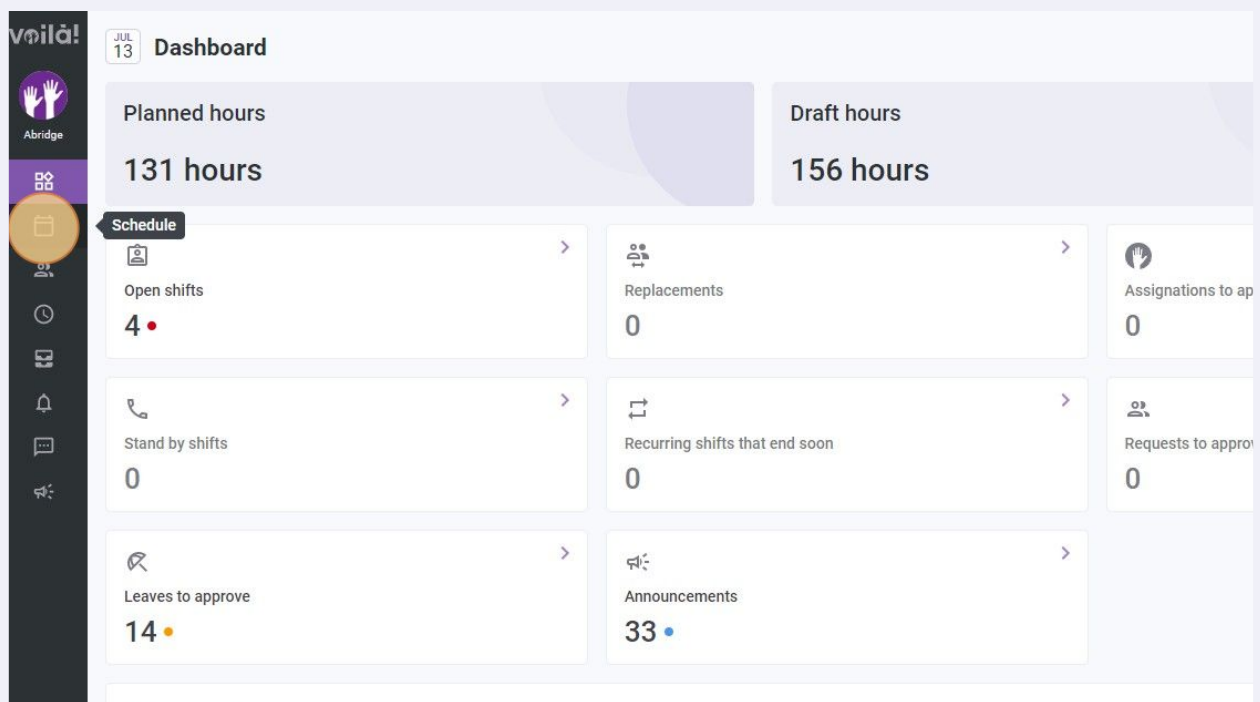 voilà!
JUL
13
Dashboard
Abridge
Planned hours
131 hours
Draft hours
156 hours
Schedule
Open shifts
4
Replacements
0
Assignations to ap
0
Stand by shifts
0
Recurring shifts that end soon
0
Requests to appro
0
Leaves to approve
14
Announcements
33